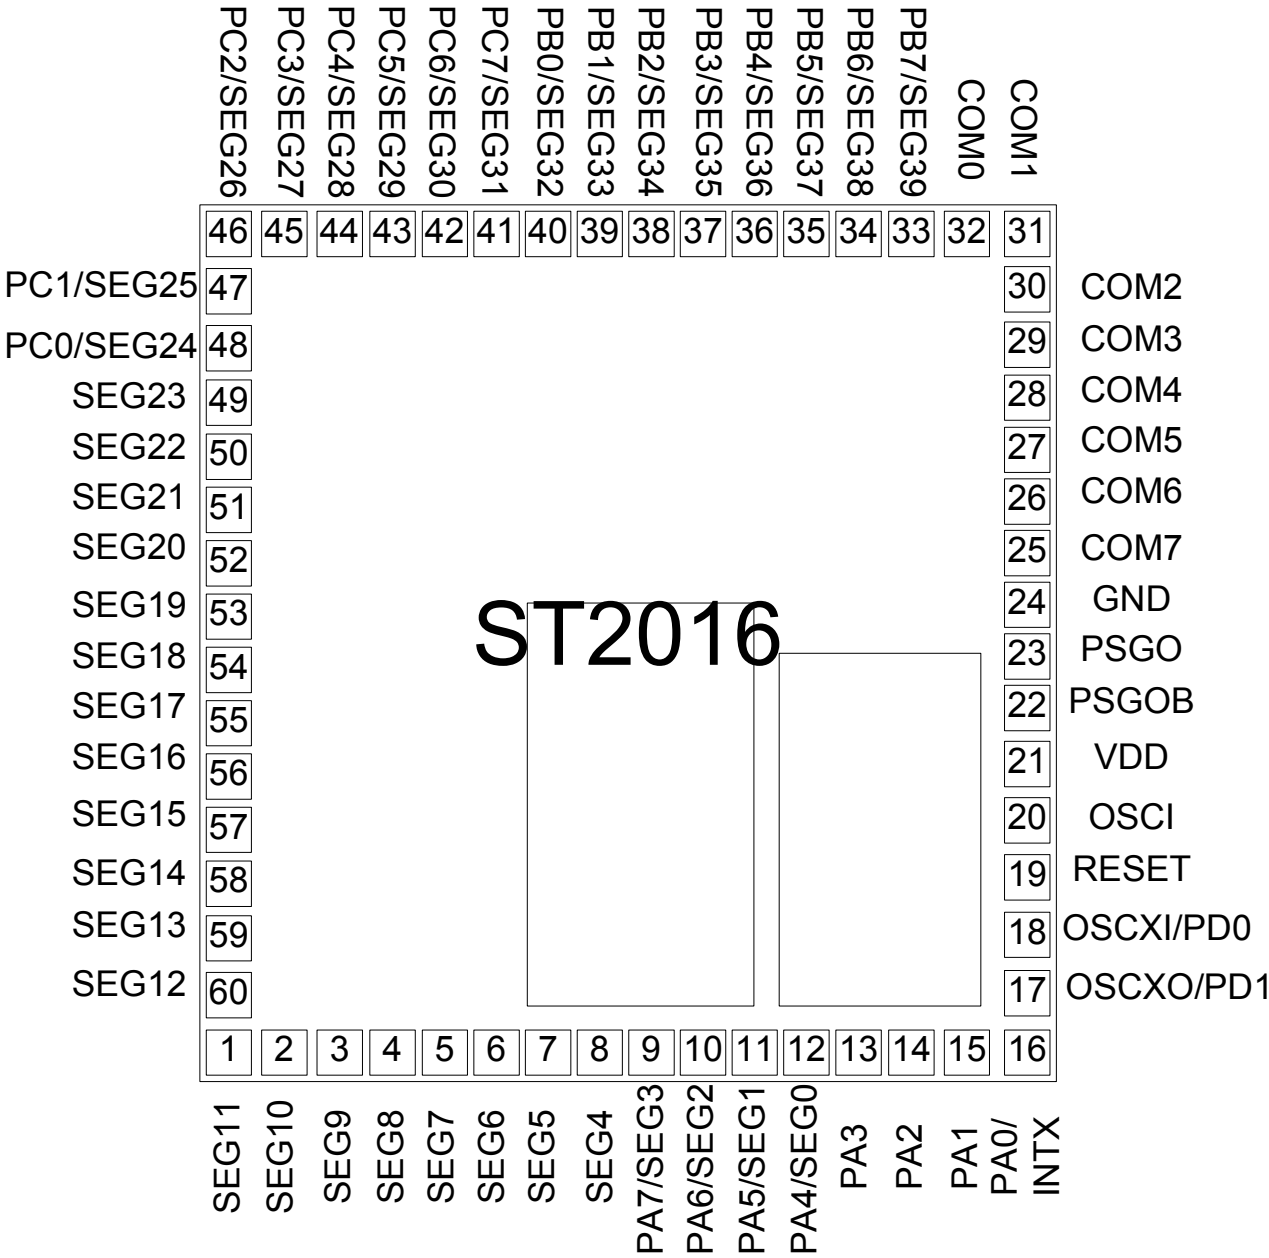 PC2/SEG26
PC3/SEG27
PC4/SEG28
PC5/SEG29
PC6/SEG30
PC7/SEG31
PB0/SEG32
PB1/SEG33
PB2/SEG34
PB3/SEG35
PB4/SEG36
PB5/SEG37
PB6/SEG38
PB7/SEG39
COM0
COM1
46 45 44 43 42 41 40 39 38 37 36 35 34 33 32 31
PC1/SEG25 47
30 COM2
PC0/SEG24 48
29 COM3
SEG23 49
28 COM4
SEG22 50
27 COM5
SEG21 51
26 COM6
SEG20 52
25 COM7
SEG19 53
24 GND
ST2016
SEG18 54
23 PSGO
SEG17 55
22 PSGOB
SEG16 56
21 VDD
SEG15 57
20 OSCI
SEG14 58
19 RESET
SEG13 59
18 OSCXI/PD0
SEG12 60
17 OSCXO/PD1
1 2 3 4 5 6 7 8 9 10 11 12 13 14 15 16
SEG11
SEG10
SEG9
SEG8
SEG7
SEG6
SEG5
SEG4
PA7/SEG3
PA6/SEG2
PA5/SEG1
PA4/SEG0
PA3
PA2
PA1
PA0/
INTX